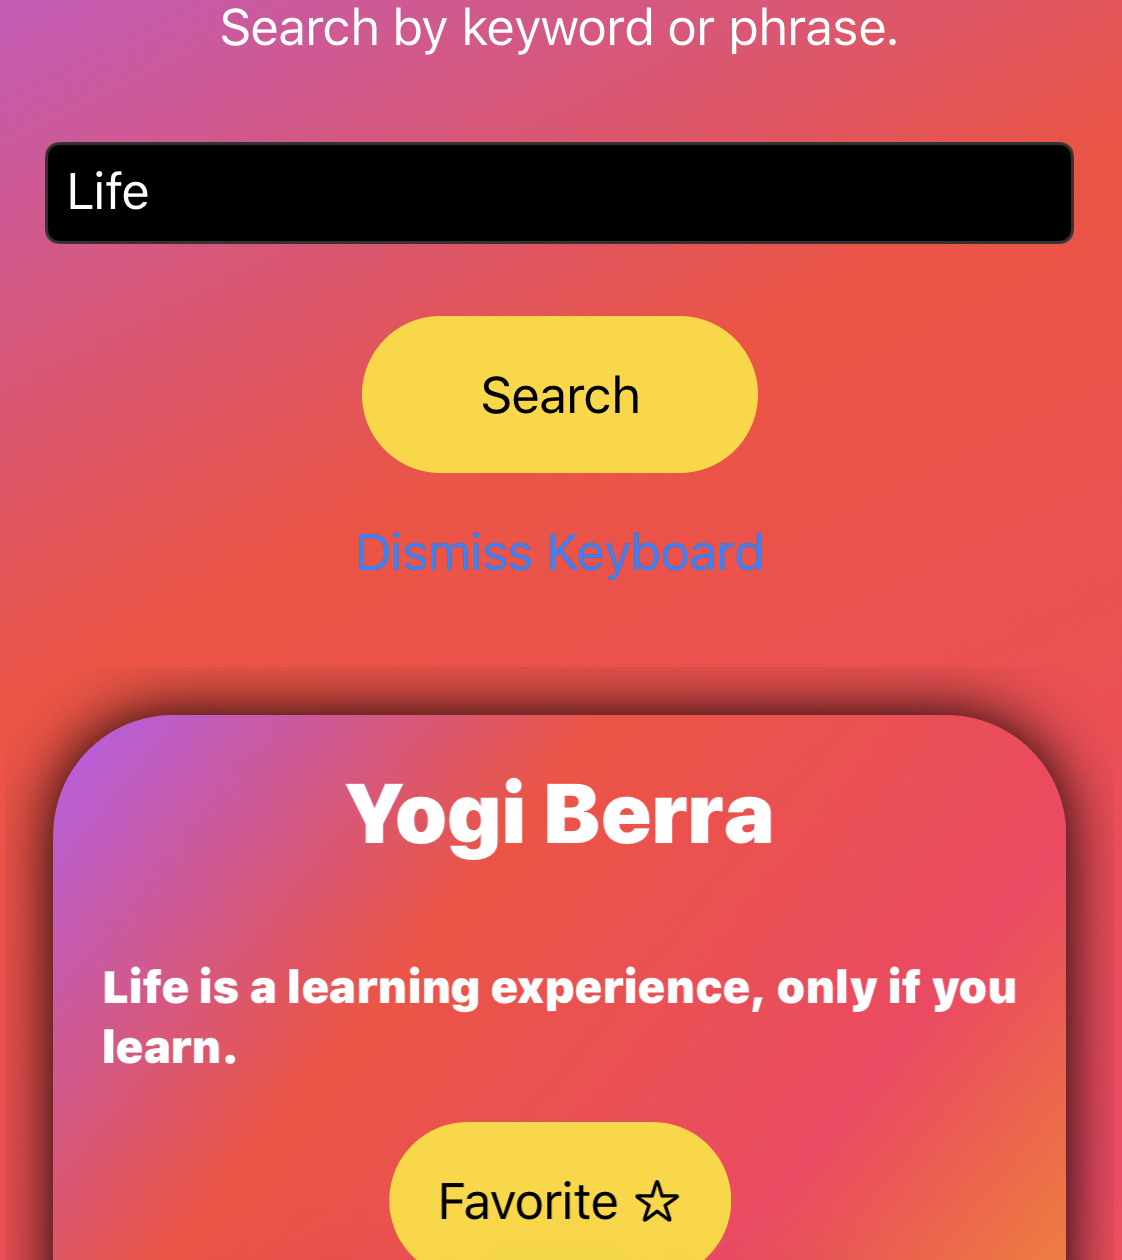 Search by keyword or phrase.
Life
Search
Dismiss Keyboard
Yogi Berra
Life is a learning experience, only if you
learn.
Favorite ☆